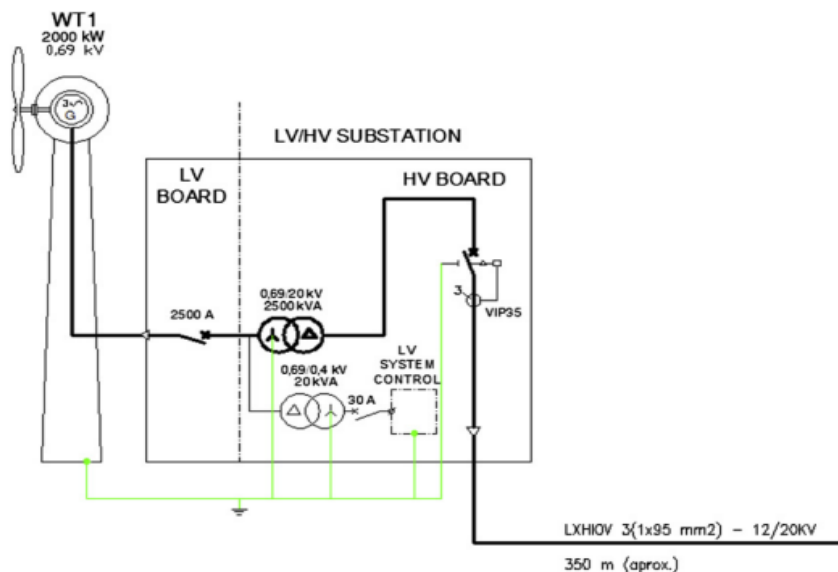 WT1
2000 kW
0,69 kV
3~
G
LV/HV SUBSTATION
LV
BOARD
HV BOARD
2500 A
0,69/20 kV
2500 kVA
3
VIP35
0,69/0,4 kV
20 kVA
30 A
LV
SYSTEM
CONTROL
LXHIOV 3(1x95 mm2) - 12/20KV
350 m (aprox.)